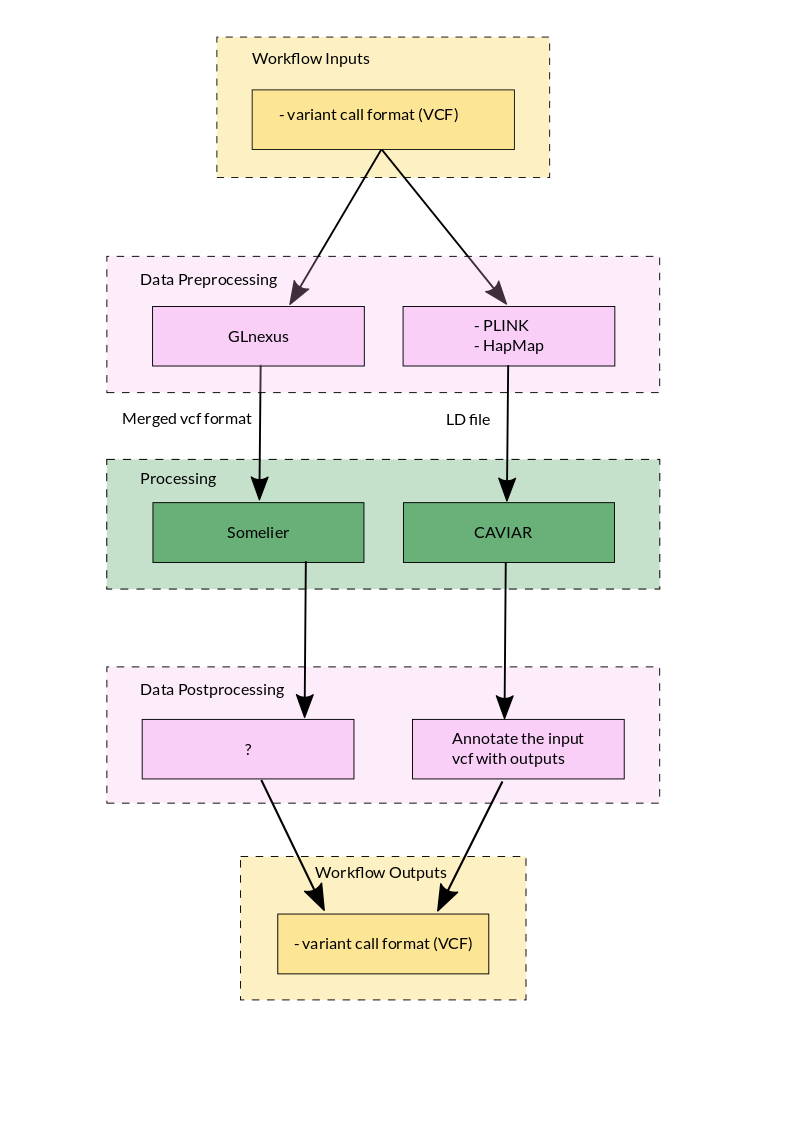 Workflow Inputs
- variant call format (VCF)
Data Preprocessing
GLnexus
- PLINK
- HapMap
Merged vcf format
LD file
Processing
Somelier
CAVIAR
Data Postprocessing
?
Annotate the input
vcf with outputs
Workflow Outputs
- variant call format (VCF)